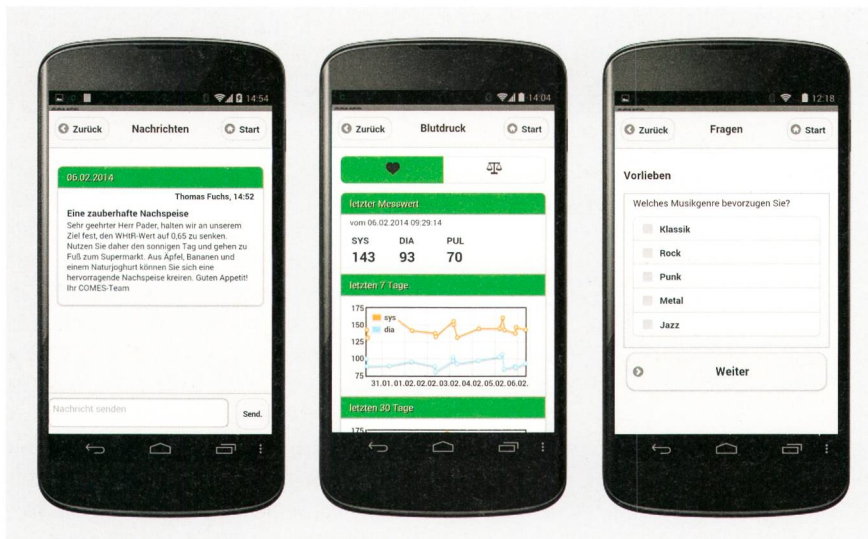 14:54
Zurück Nachrichten Start
06.02.2014
Thomas Fuchs, 14:52
Eine zauberhafte Nachspeise
Sehr geehrter Herr Pader, halten wir an unserem
Ziel fest, den WHtR-Wert auf 0,65 zu senken.
Nutzen Sie daher den sonnigen Tag und gehen zu
Fuß zum Supermarkt. Aus Äpfel, Bananen und
einem Naturjoghurt können Sie sich eine
hervorragende Nachspeise kreiren. Guten Appetit!
Ihr COMES-Team
Nachricht senden
Send.
14:04
Zurück Blutdruck Start
letzter Messwert
vom 06.02.2014 09:29:14
SYS DIA PUL
143 93 70
letzten 7 Tage
175
150
125
100
75
sys
dia
31.01. 01.02. 02.02. 03.02. 04.02. 05.02. 06.02.
letzten 30 Tage
175
12:18
Zurück Fragen Start
Vorlieben
Welches Musikgenre bevorzugen Sie?
Klassik
Rock
Punk
Metal
Jazz
Weiter